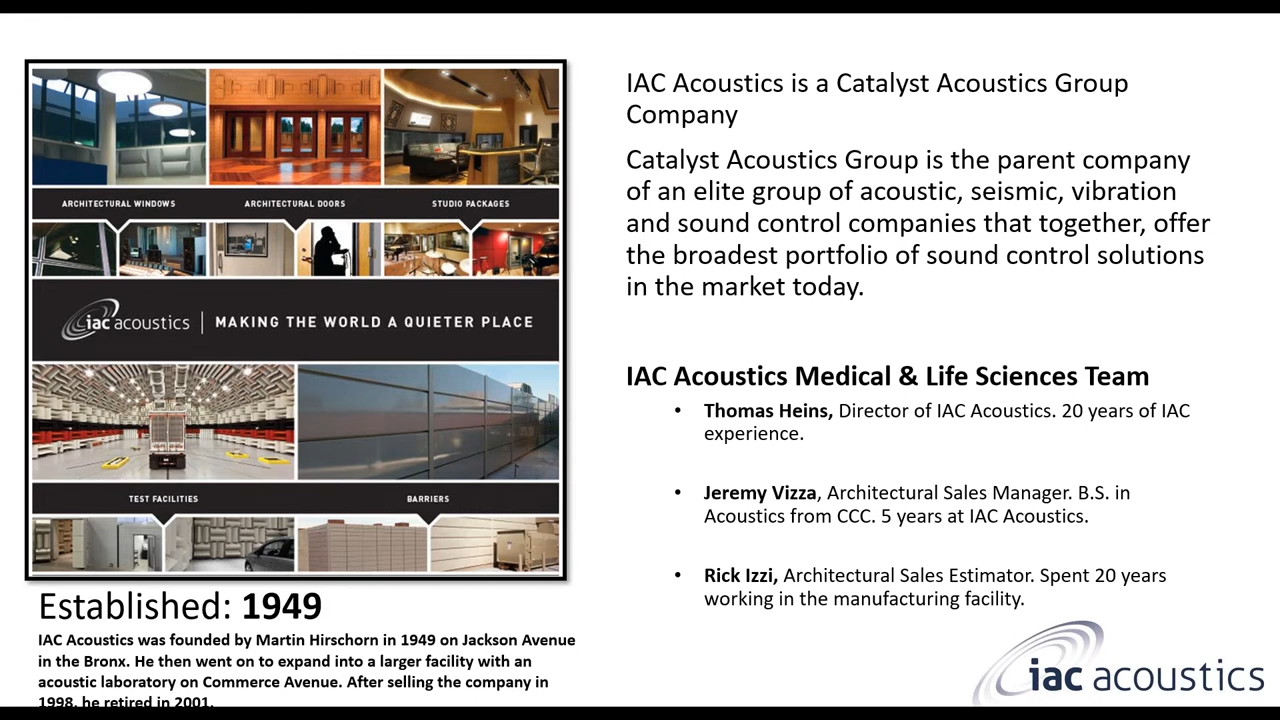 ARCHITECTURAL WINDOWS
ARCHITECTURAL DOORS
STUDIO PACKAGES
iac acoustics | MAKING THE WORLD A QUIETER PLACE
TEST FACILITIES
BARRIERS
Established: 1949
IAC Acoustics was founded by Martin Hirschorn in 1949 on Jackson Avenue
in the Bronx. He then went on to expand into a larger facility with an
acoustic laboratory on Commerce Avenue. After selling the company in
1998, he retired in 2001.
IAC Acoustics is a Catalyst Acoustics Group
Company
Catalyst Acoustics Group is the parent company
of an elite group of acoustic, seismic, vibration
and sound control companies that together, offer
the broadest portfolio of sound control solutions
in the market today.
IAC Acoustics Medical & Life Sciences Team
• Thomas Heins, Director of IAC Acoustics. 20 years of IAC
experience.
• Jeremy Vizza, Architectural Sales Manager. B.S. in
Acoustics from CCC. 5 years at IAC Acoustics.
• Rick Izzi, Architectural Sales Estimator. Spent 20 years
working in the manufacturing facility.
iac acoustics